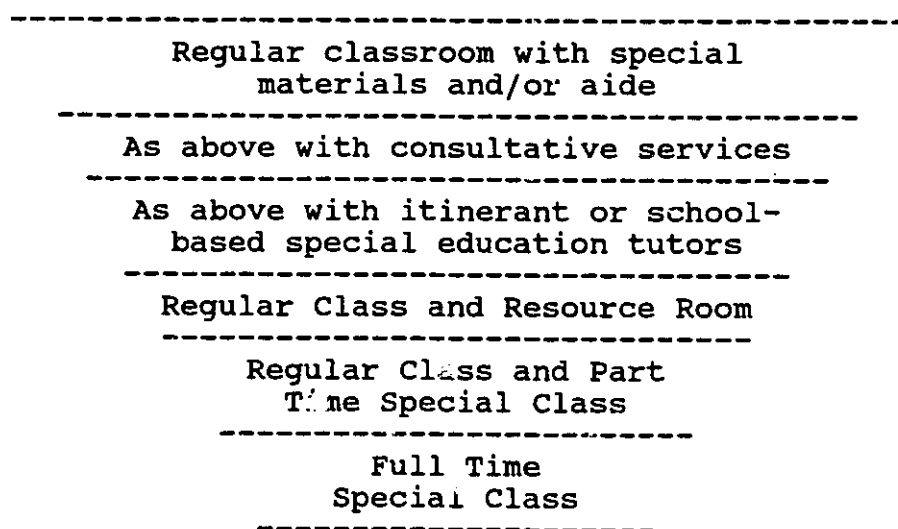 Regular classroom with special
materials and/or aide
As above with consultative services
As above with itinerant or school-
based special education tutors
Regular Class and Resource Room
Regular Class and Part
Time Special Class
Full Time
Special Class